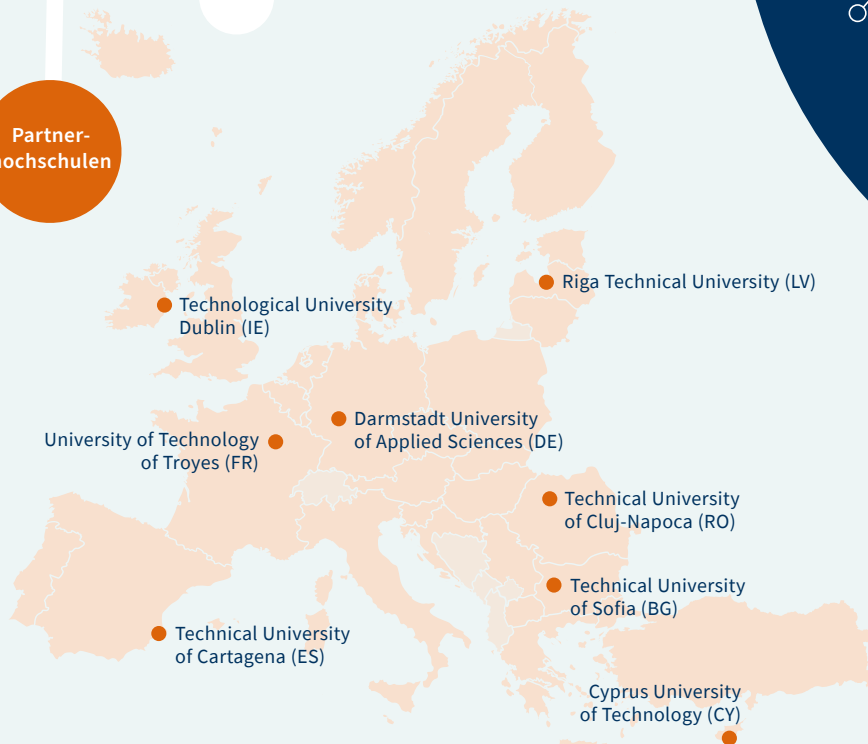 Partner-
hochschulen
Riga Technical University (LV)
Technological University
Dublin (IE)
Darmstadt University
of Applied Sciences (DE)
University of Technology
of Troyes (FR)
Technical University
of Cluj-Napoca (RO)
Technical University
of Sofia (BG)
Technical University
of Cartagena (ES)
Cyprus University
of Technology (CY)